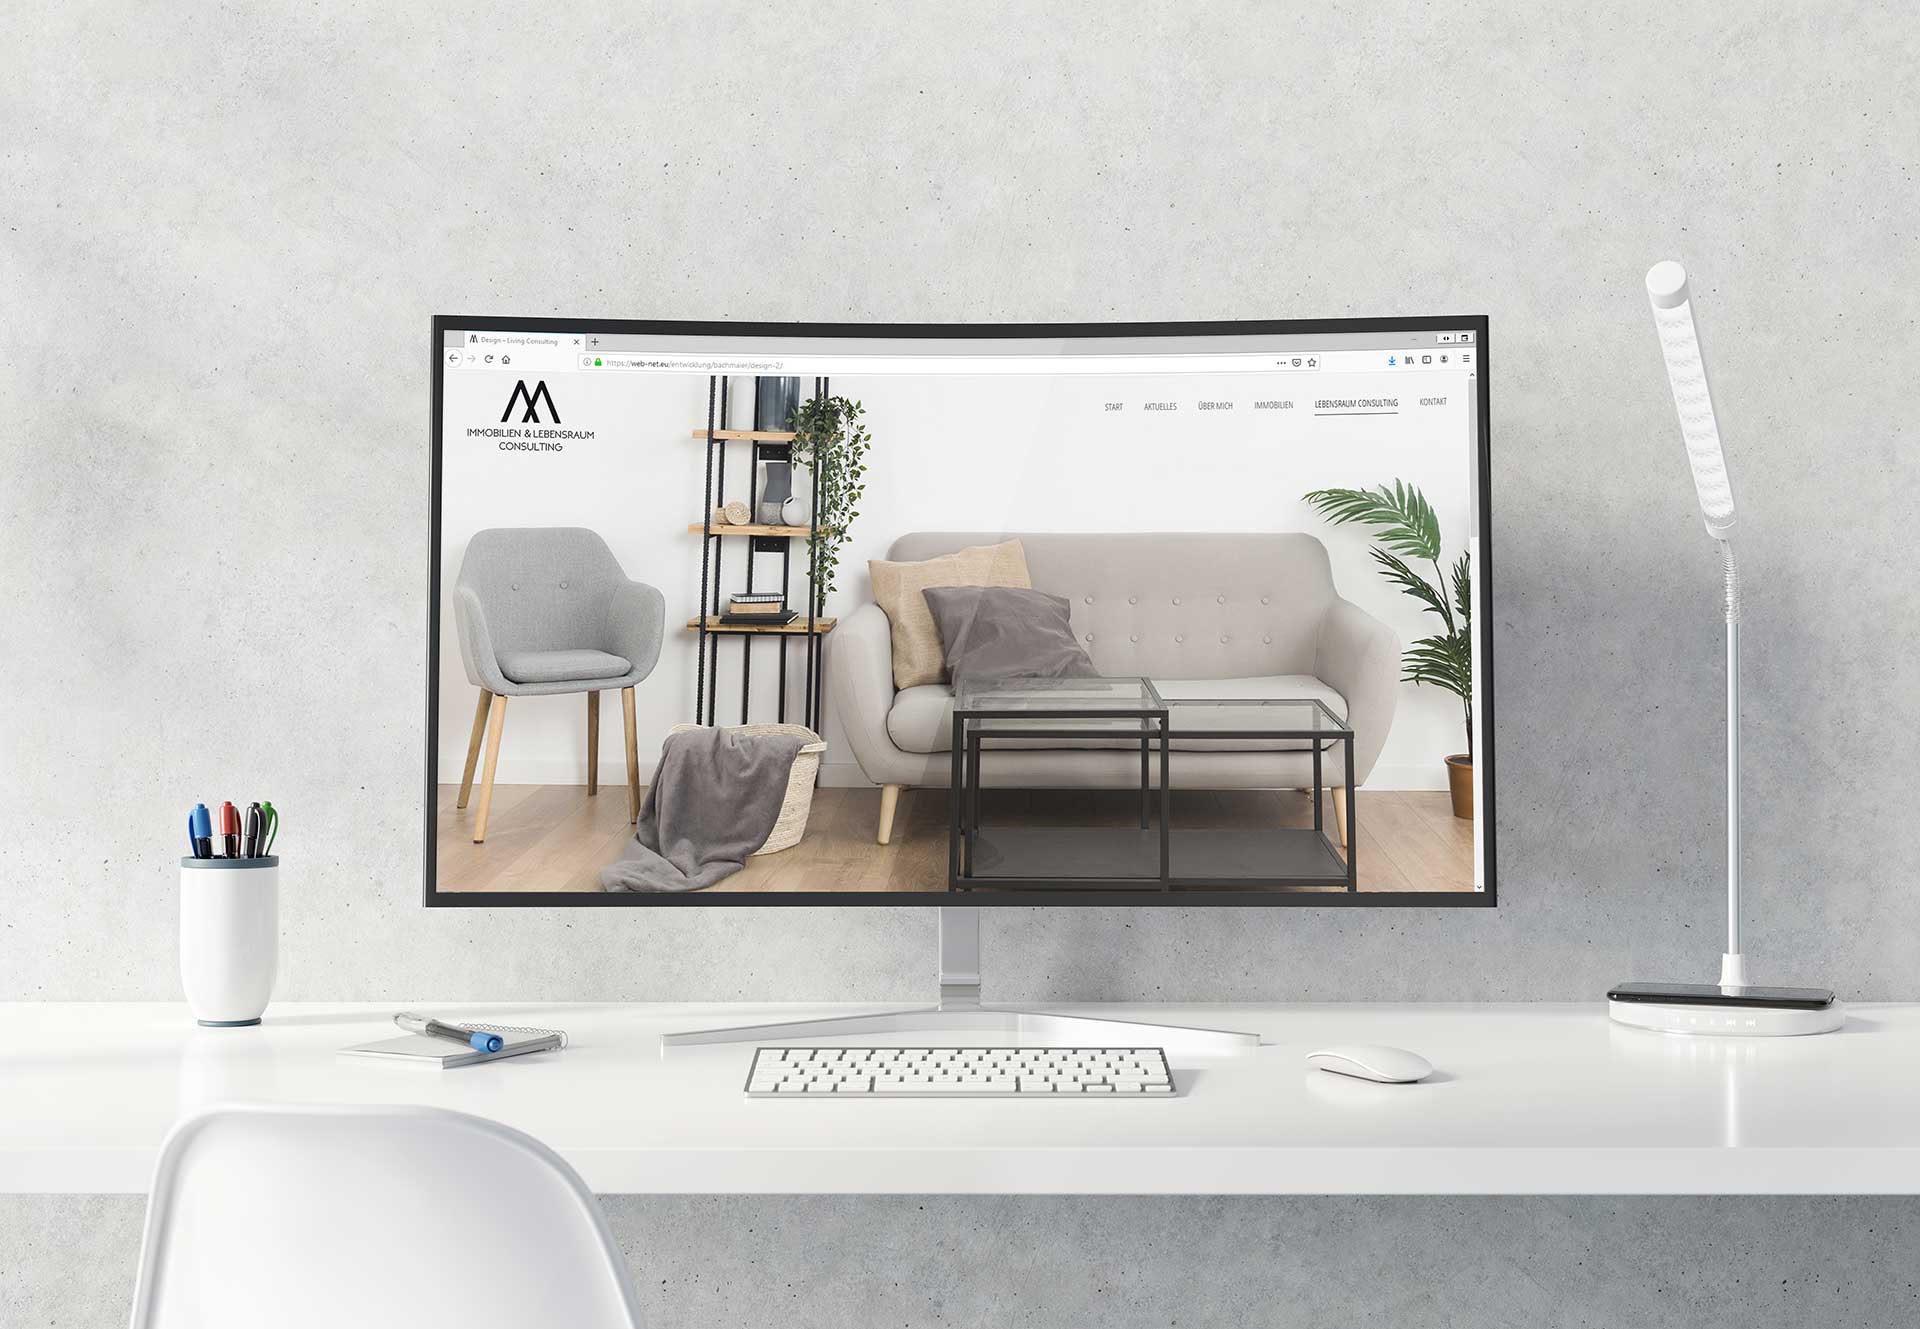 Design – Living Consulting
https://web-net.eu/entwicklung/bachmaier/design-2/
IMMOBILIEN & LEBENSRAUM
CONSULTING
START AKTUELLES ÜBER MICH IMMOBILIEN LEBENSRAUM CONSULTING KONTAKT